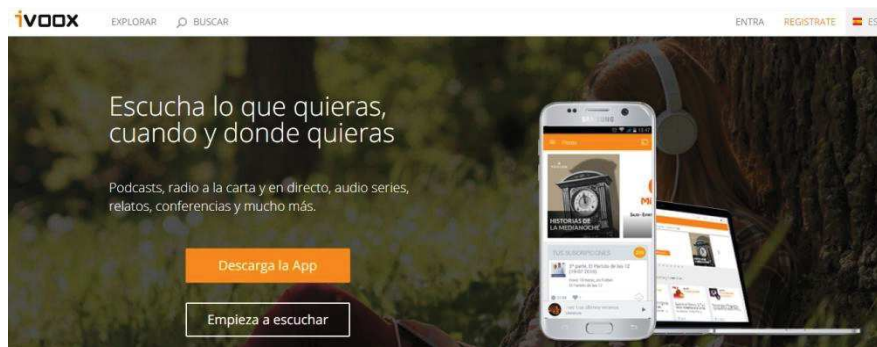 ivoox
EXPLORAR
BUSCAR
ENTRA
REGISTRATE
ES
Escucha lo que quieras,
cuando y donde quieras
Podcasts, radio a la carta y en directo, audio series,
relatos, conferencias y mucho más.
Descarga la App
Empieza a escuchar
SAMSUNG
HISTORIAS DE
LA MEDIANOCHE
TUS SUSCRIPCIONES